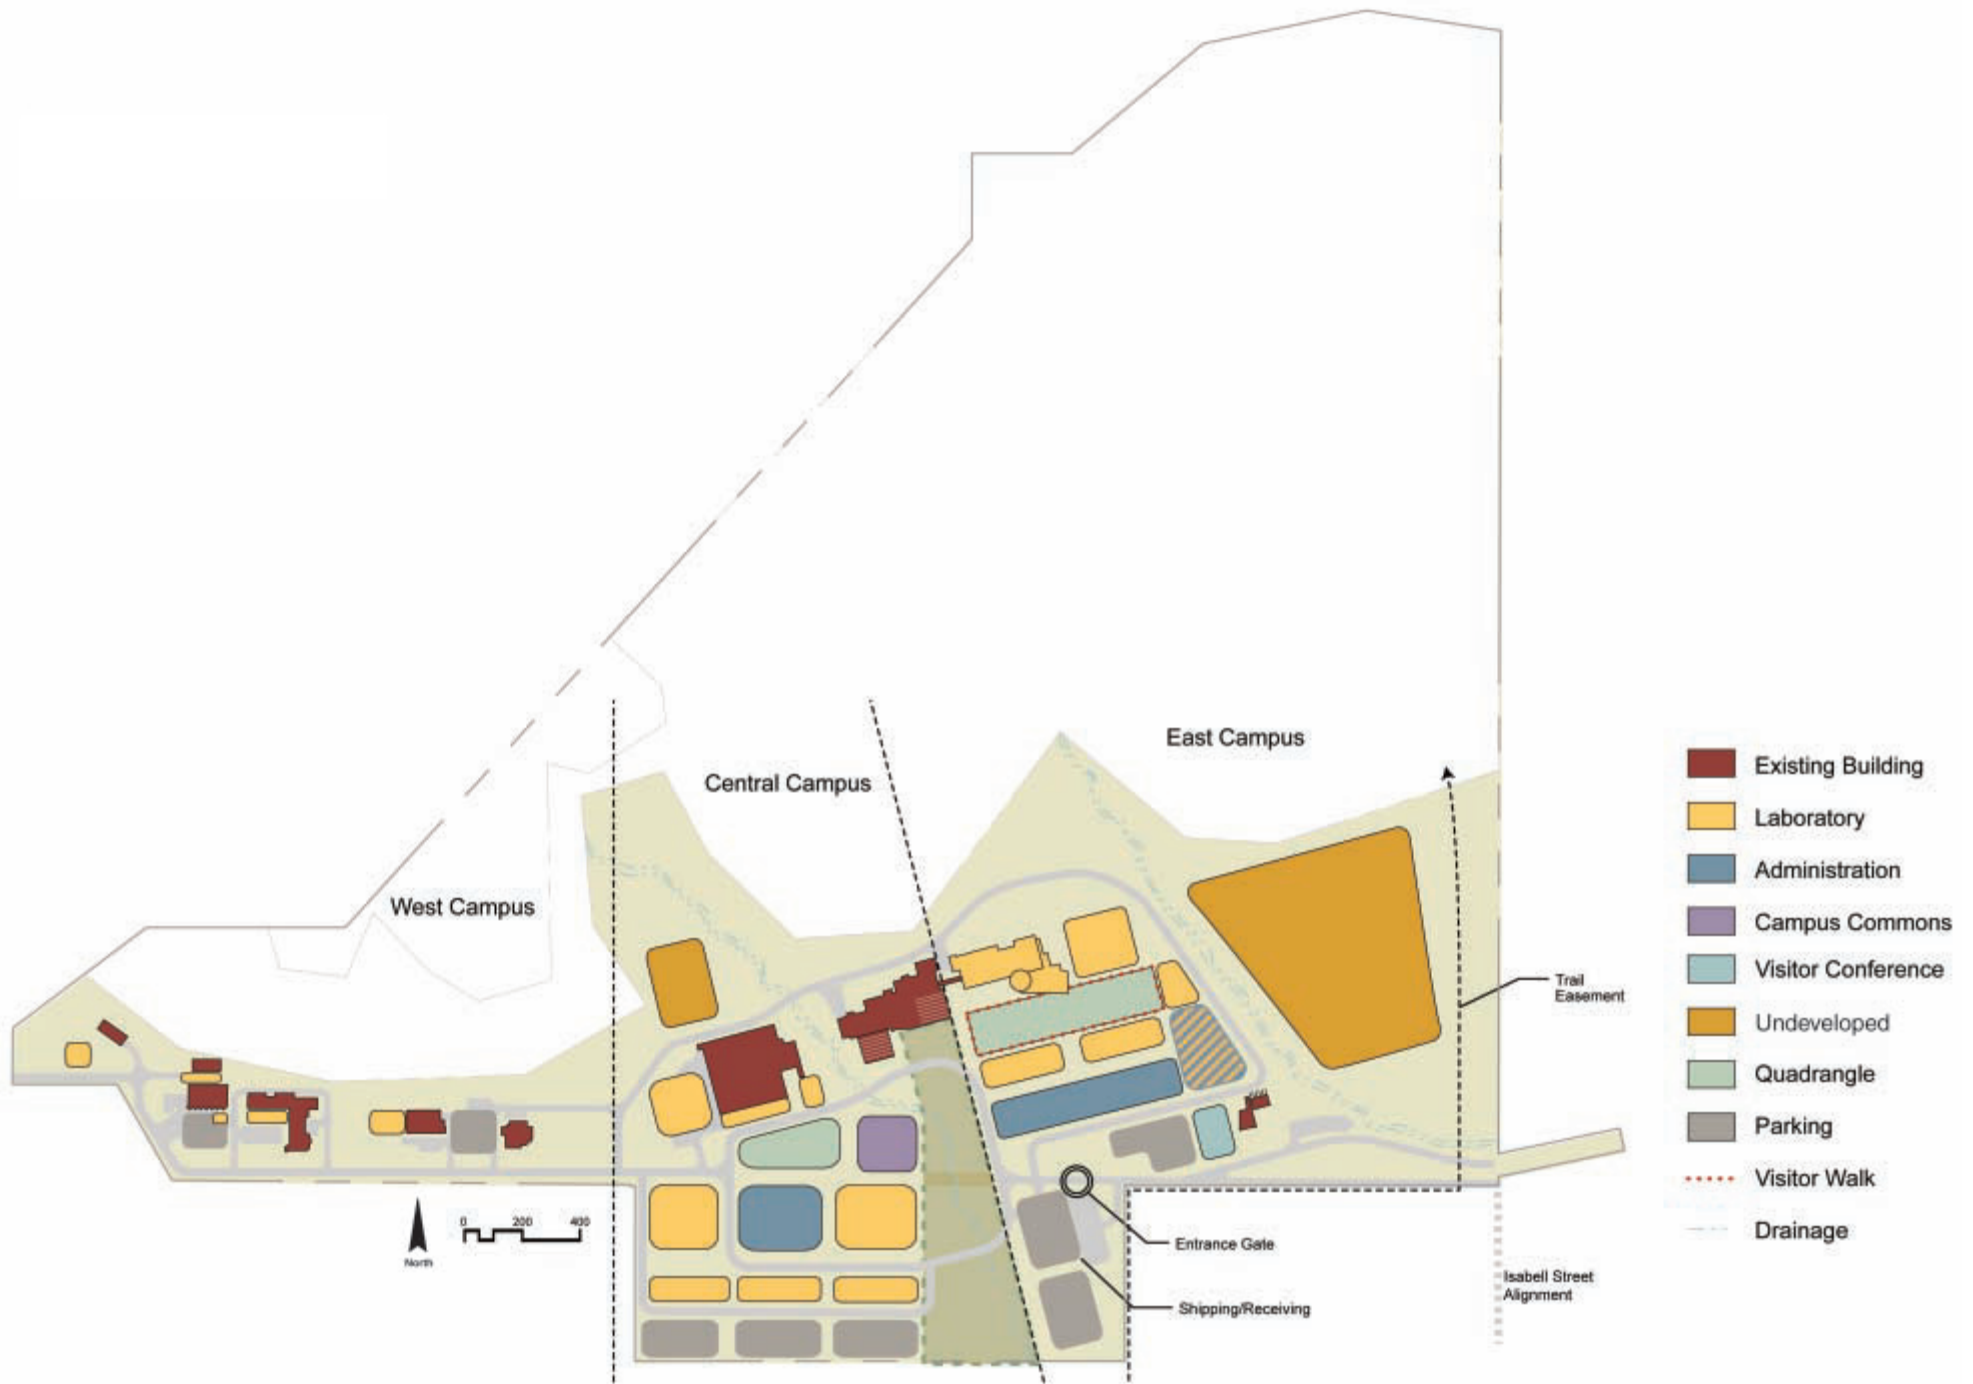 East Campus
Central Campus
West Campus
Existing Building
Laboratory
Administration
Campus Commons
Visitor Conference
Undeveloped
Quadrangle
Parking
Visitor Walk
Drainage
Trail
Easement
0 200 400
North
Entrance Gate
Shipping/Receiving
Isabell Street
Alignment